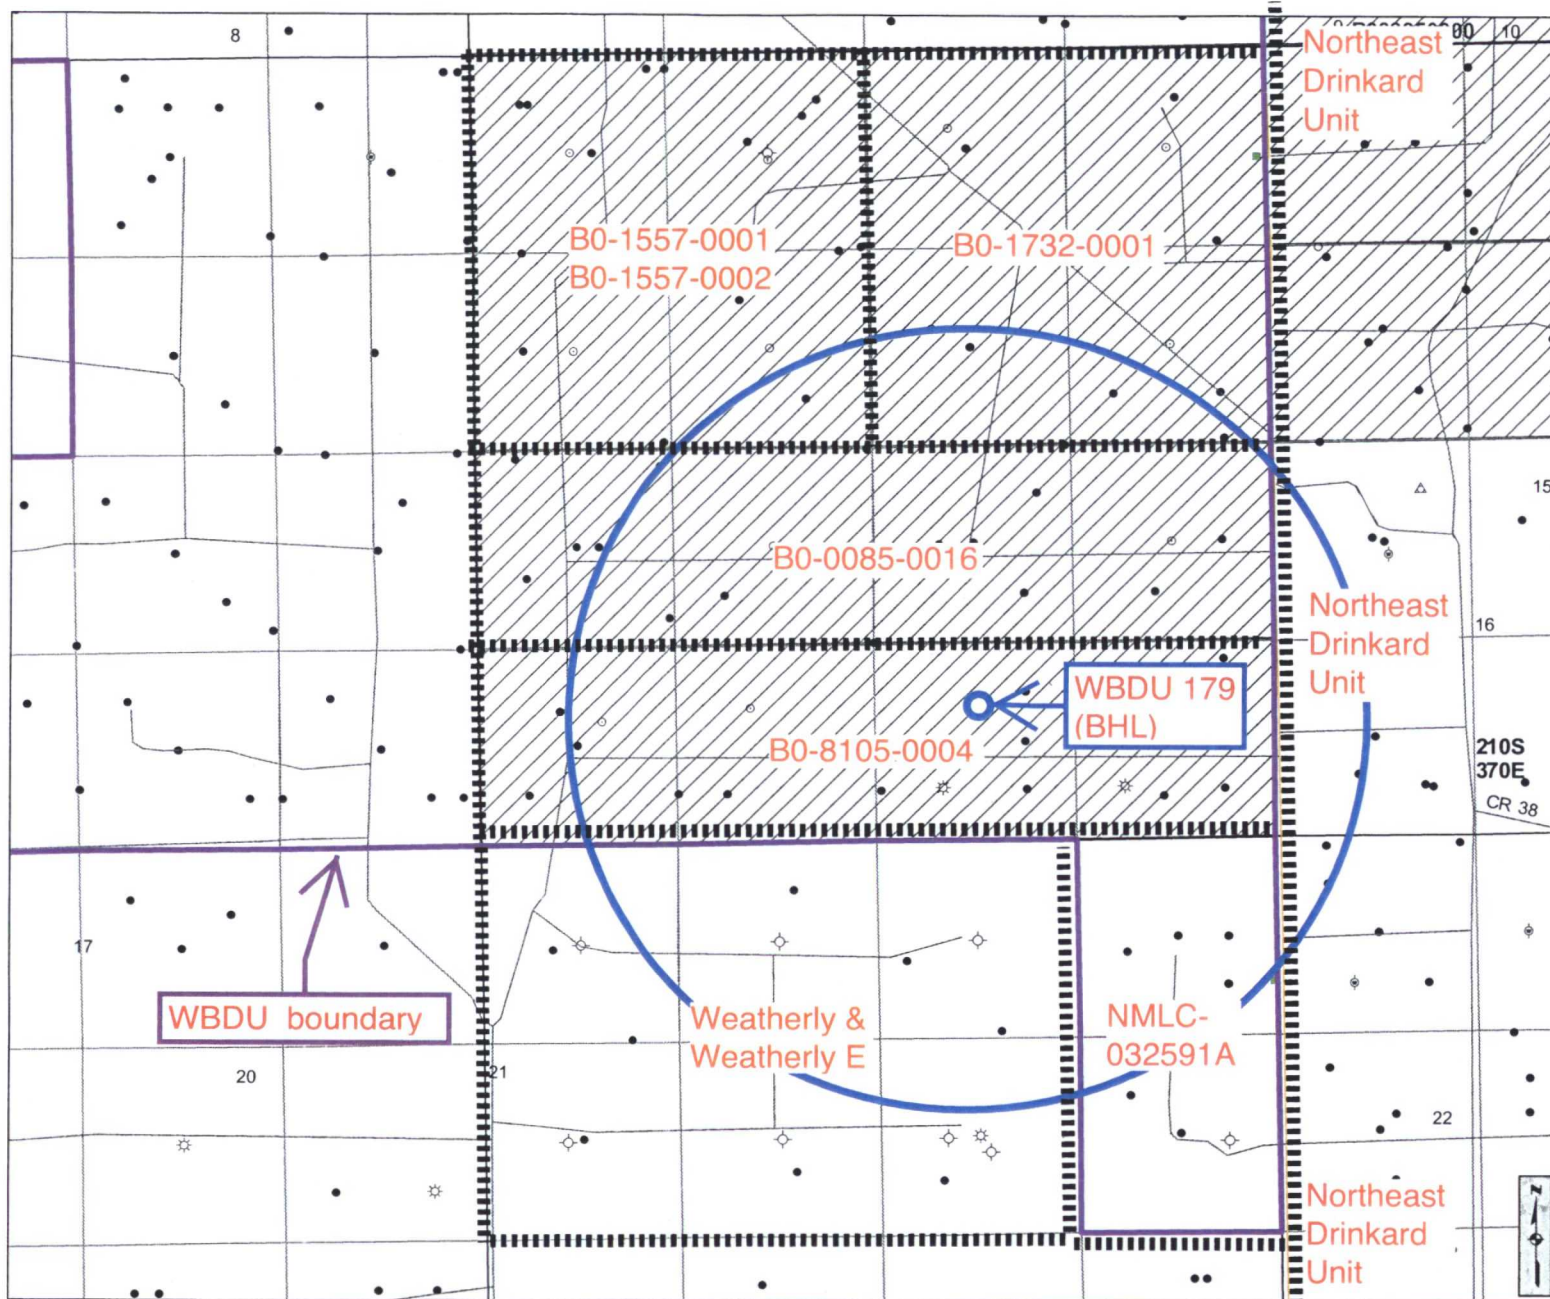 8
00
10
Northeast
Drinkard
Unit
B0-1557-0001
B0-1557-0002
B0-1732-0001
15
B0-0085-0016
Northeast
Drinkard
Unit
16
WBDU 179
(BHL)
B0-8105-0004
210S
370E
CR 38
17
WBDU boundary
Weatherly &
Weatherly E
NMLC-
032591A
20
21
22
Northeast
Drinkard
Unit
N